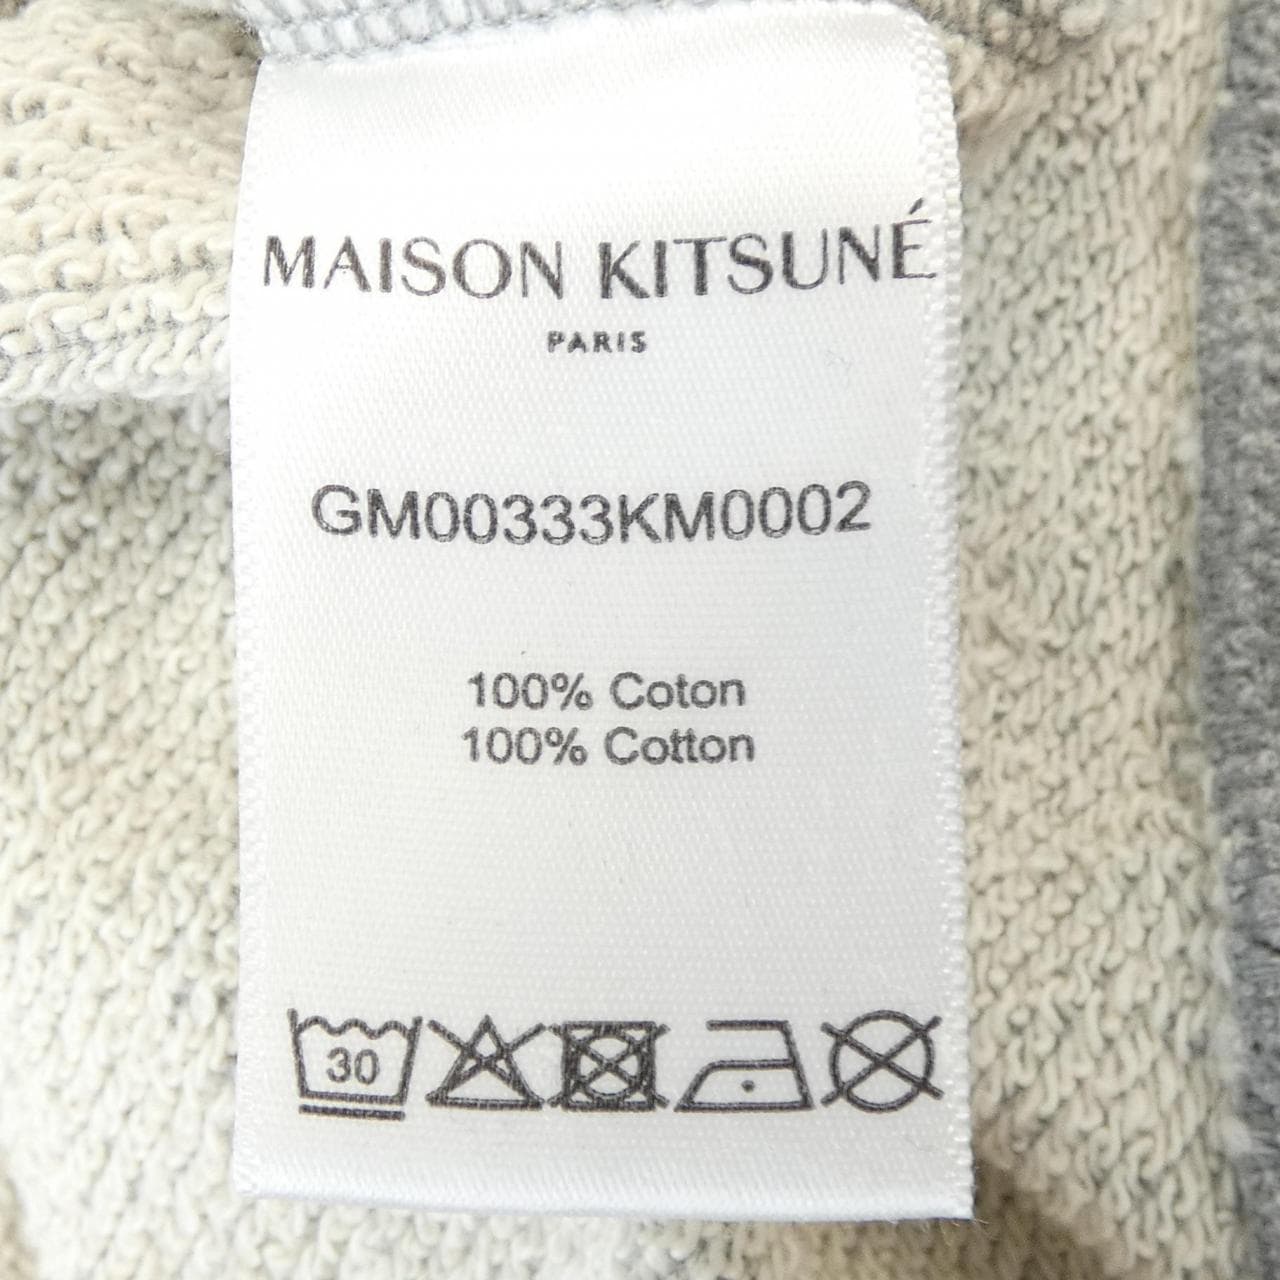 MAISON KITSUNÉ
PARIS
GM00333KM0002
100% Coton
100% Cotton
30